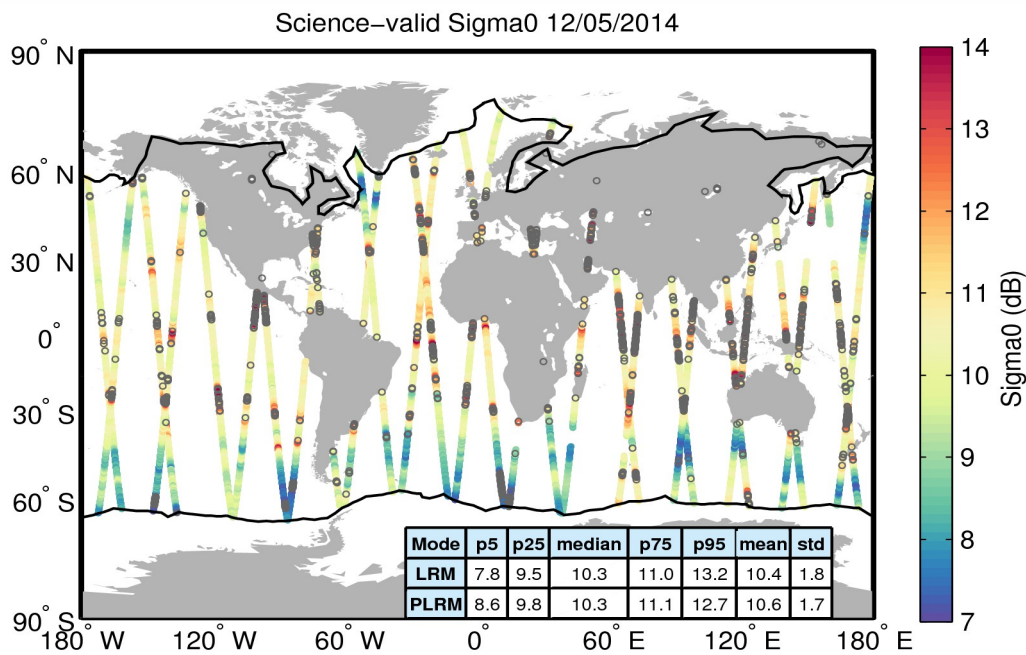 Science−valid Sigma0 12/05/2014
90° N
60° N
30° N
0°
30° S
60° S
90° S
180° W
120° W
60° W
0°
60° E
120° E
180° E
14
13
12
11
10
9
8
7
Sigma0 (dB)
Mode p5 p25 median p75 p95 mean std
LRM 7.8 9.5 10.3 11.0 13.2 10.4 1.8
PLRM 8.6 9.8 10.3 11.1 12.7 10.6 1.7